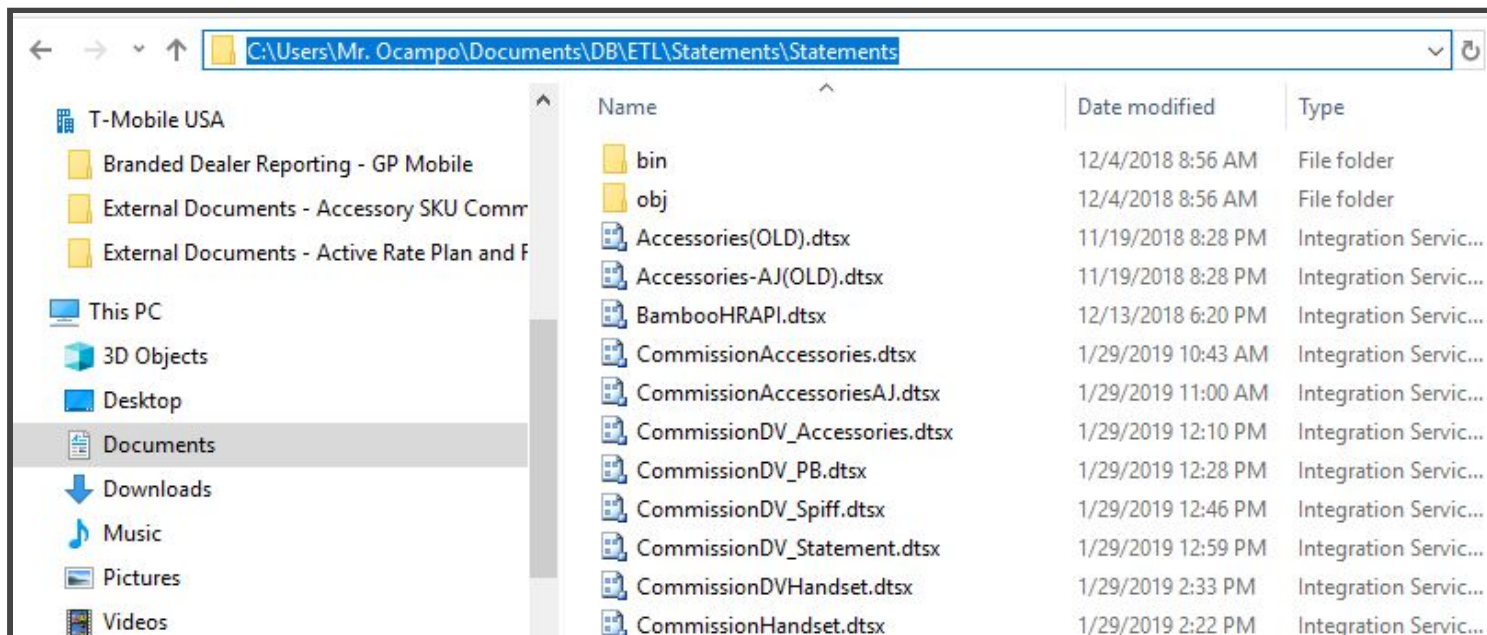 C:\Users\Mr. Ocampo\Documents\DB\ETL\Statements\Statements
T-Mobile USA
Branded Dealer Reporting - GP Mobile
External Documents - Accessory SKU Comm
External Documents - Active Rate Plan and F
This PC
3D Objects
Desktop
Documents
Downloads
Music
Pictures
Videos
Name Date modified Type
bin 12/4/2018 8:56 AM File folder
obj 12/4/2018 8:56 AM File folder
Accessories(OLD).dtsx 11/19/2018 8:28 PM Integration Servic...
Accessories-AJ(OLD).dtsx 11/19/2018 8:28 PM Integration Servic...
BambooHRAPI.dtsx 12/13/2018 6:20 PM Integration Servic...
CommissionAccessories.dtsx 1/29/2019 10:43 AM Integration Servic...
CommissionAccessoriesAJ.dtsx 1/29/2019 11:00 AM Integration Servic...
CommissionDV_Accessories.dtsx 1/29/2019 12:10 PM Integration Servic...
CommissionDV_PB.dtsx 1/29/2019 12:28 PM Integration Servic...
CommissionDV_Spiff.dtsx 1/29/2019 12:46 PM Integration Servic...
CommissionDV_Statement.dtsx 1/29/2019 12:59 PM Integration Servic...
CommissionDVHandset.dtsx 1/29/2019 2:33 PM Integration Servic...
CommissionHandset.dtsx 1/29/2019 2:22 PM Integration Servic...